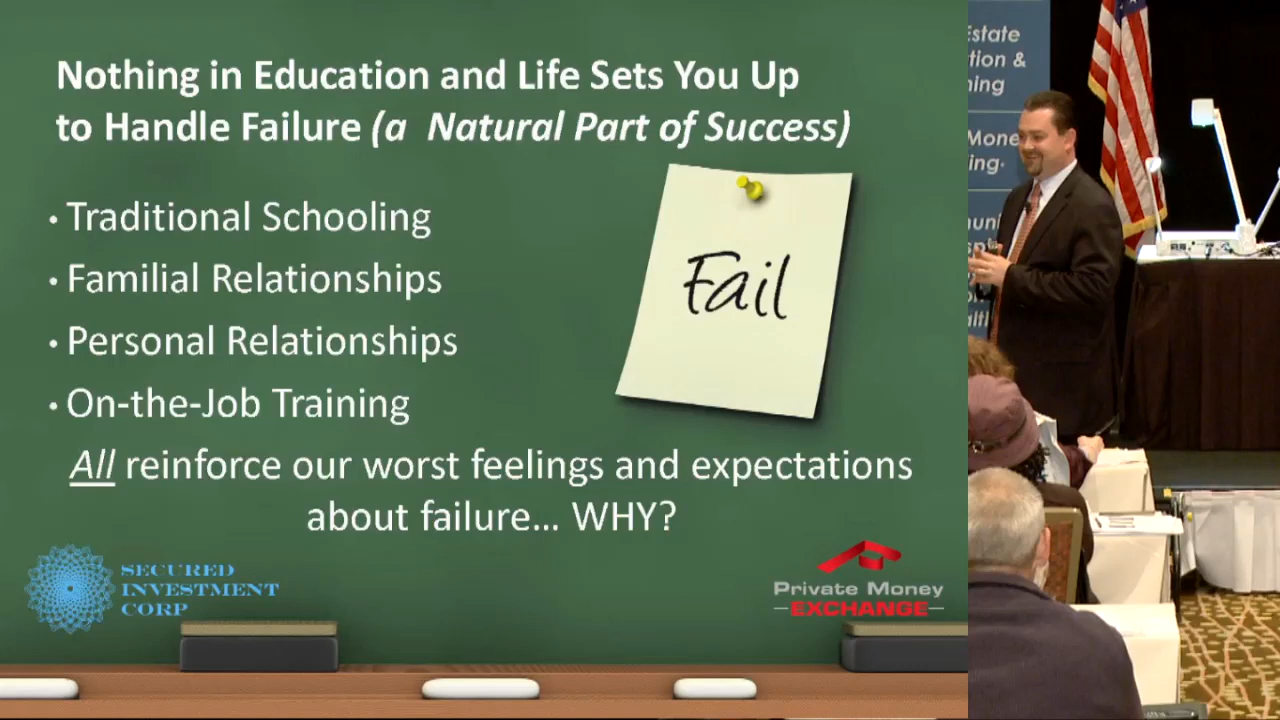 Nothing in Education and Life Sets You Up
to Handle Failure (a Natural Part of Success)
• Traditional Schooling
• Familial Relationships
• Personal Relationships
• On-the-Job Training
All reinforce our worst feelings and expectations
about failure... WHY?
Fail
SECURED
INVESTMENT
CORP
Private Money
EXCHANGE